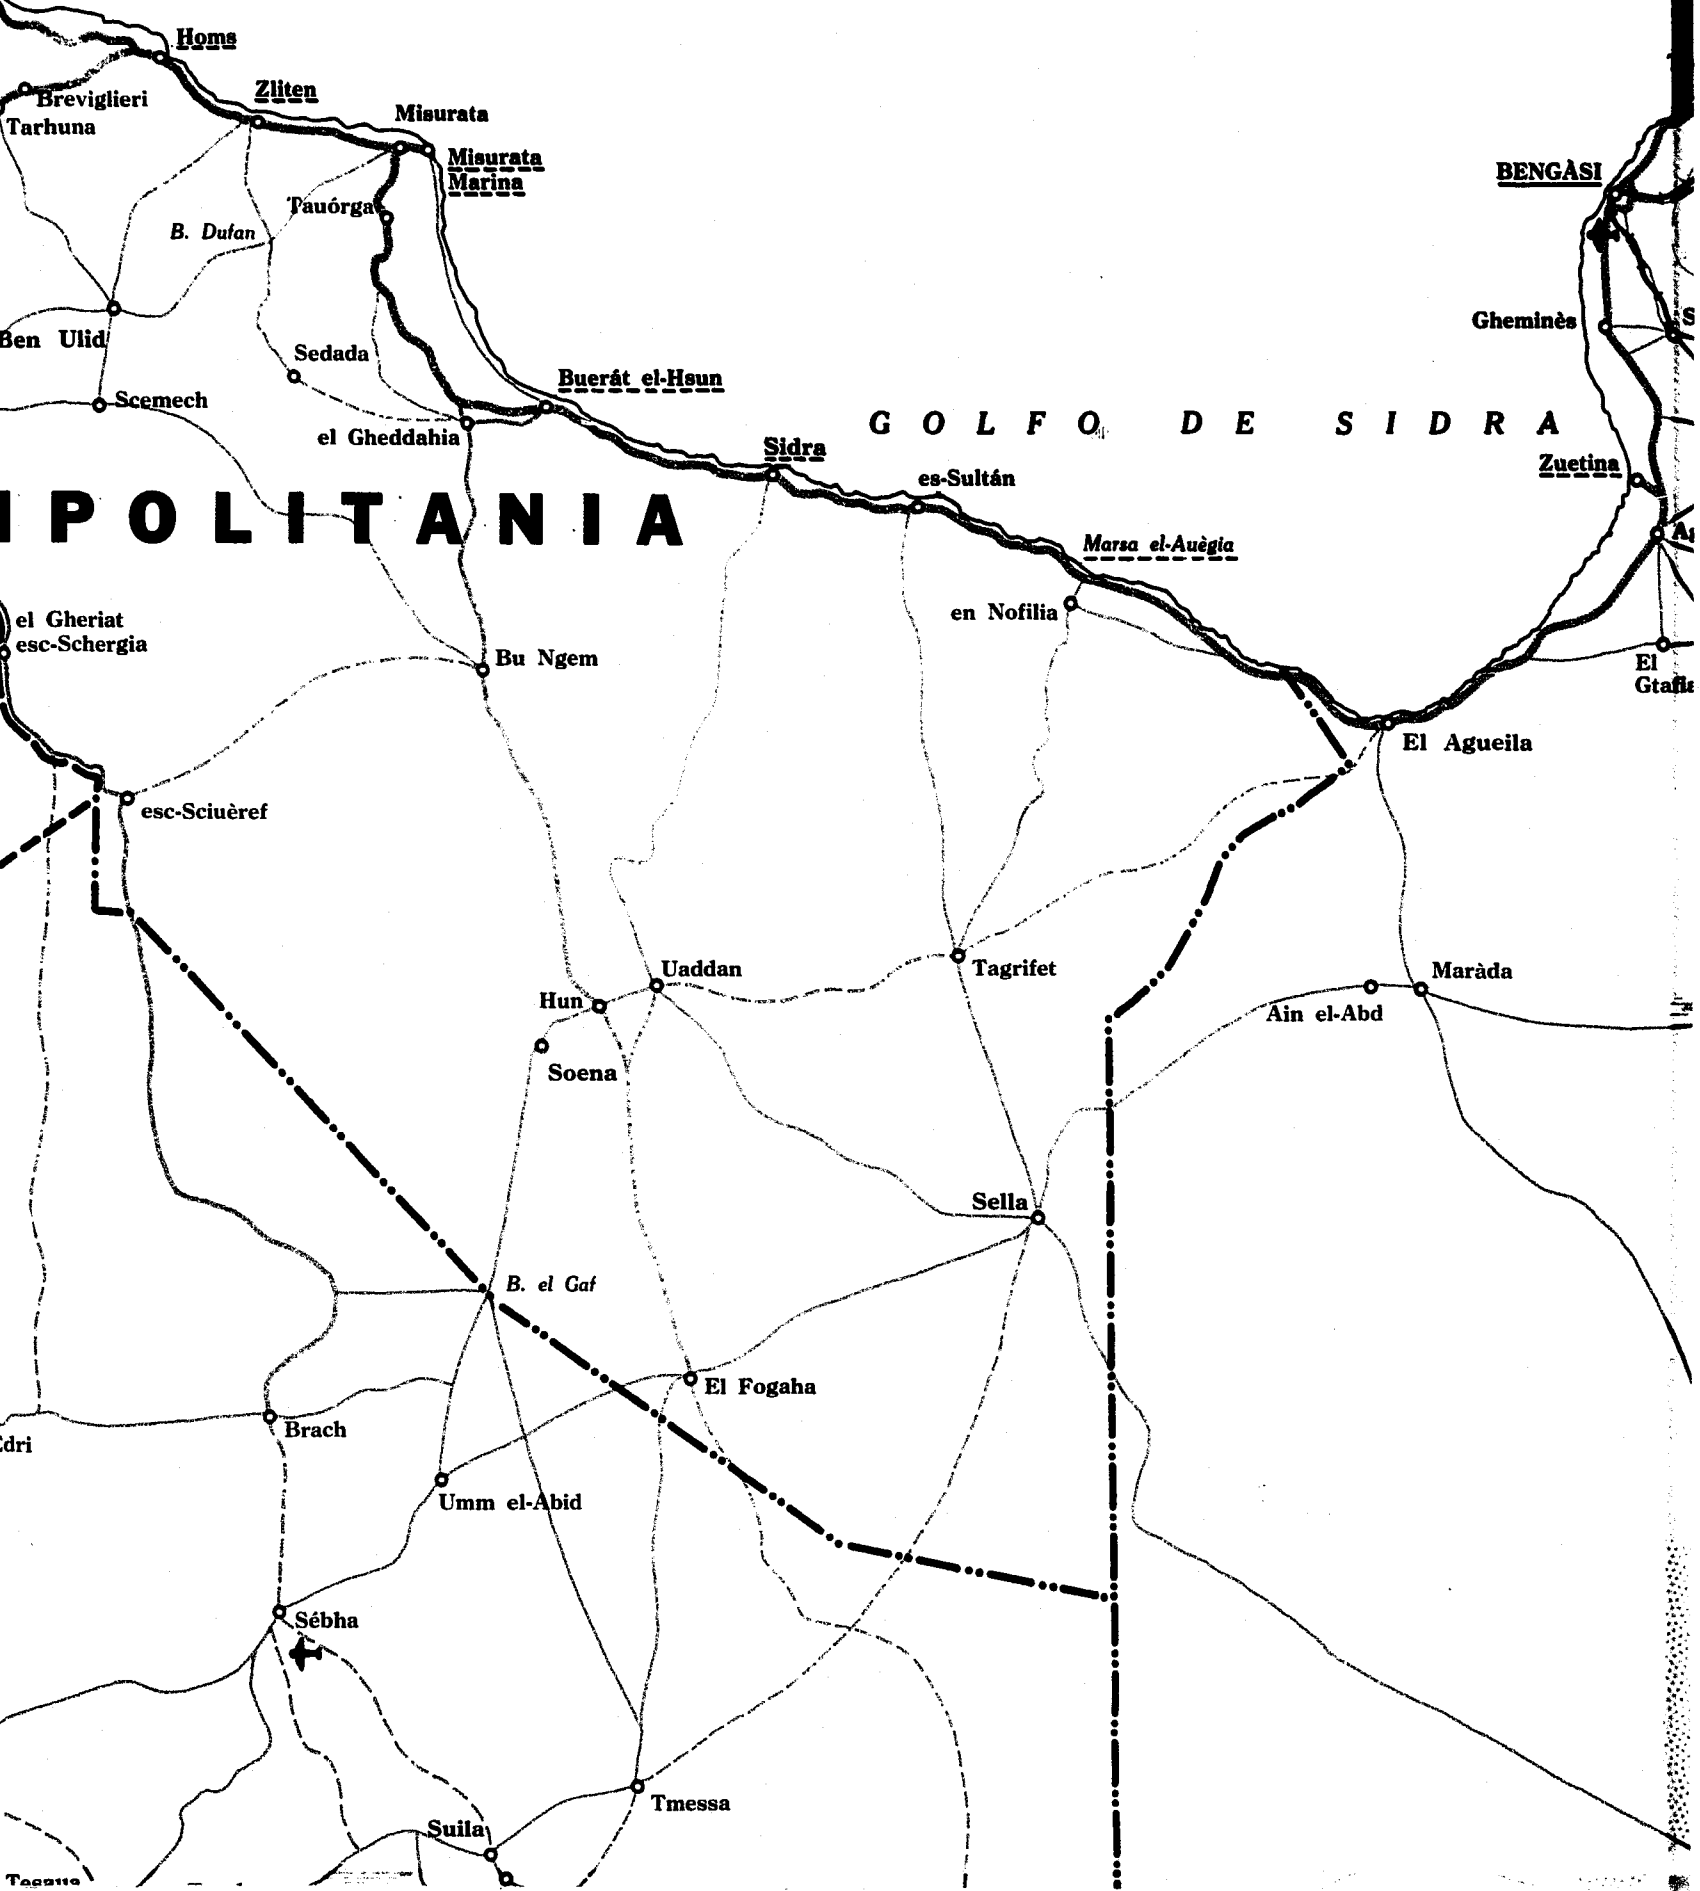 Homs
Zliten
Breviglieri
Tarhuna
Misurata
Misurata
Marina
BENGÀSI
Tauórga
B. Dufan
Gheminès
Ben Ulid
Sedada
Buerát el-Hsun
Scemech
GOLFO DE SIDRA
el Gheddahia
Sidra
Zuetina
es-Sultán
IPOLITANIA
Marsa el-Auègia
en Nofilia
el Gheriat
esc-Schergia
Bu Ngem
El
El Agueila
esc-Sciuèref
Uaddan
Tagrifet
Maràda
Hun
Ain el-Abd
Soena
Sella
B. el Gaf
El Fogaha
Brach
Edri
Umm el-Abid
Sébha
Tmessa
Suila